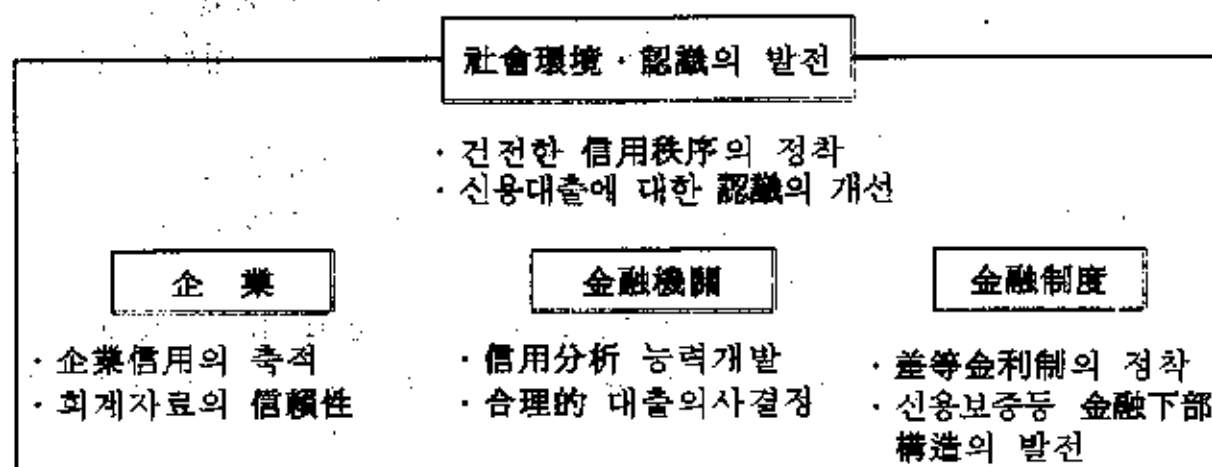 社會環境·認識의 발전
· 건전한 信用秩序의 정착
· 신용대출에 대한 認識의 개선
企 業
· 企業信用의 축적
· 회계자료의 信賴性
金融機關
· 信用分析 능력개발
· 合理的 대출의사결정
金融制度
· 差等金利制의 정착
· 신용보증등 金融下部
構造의 발전